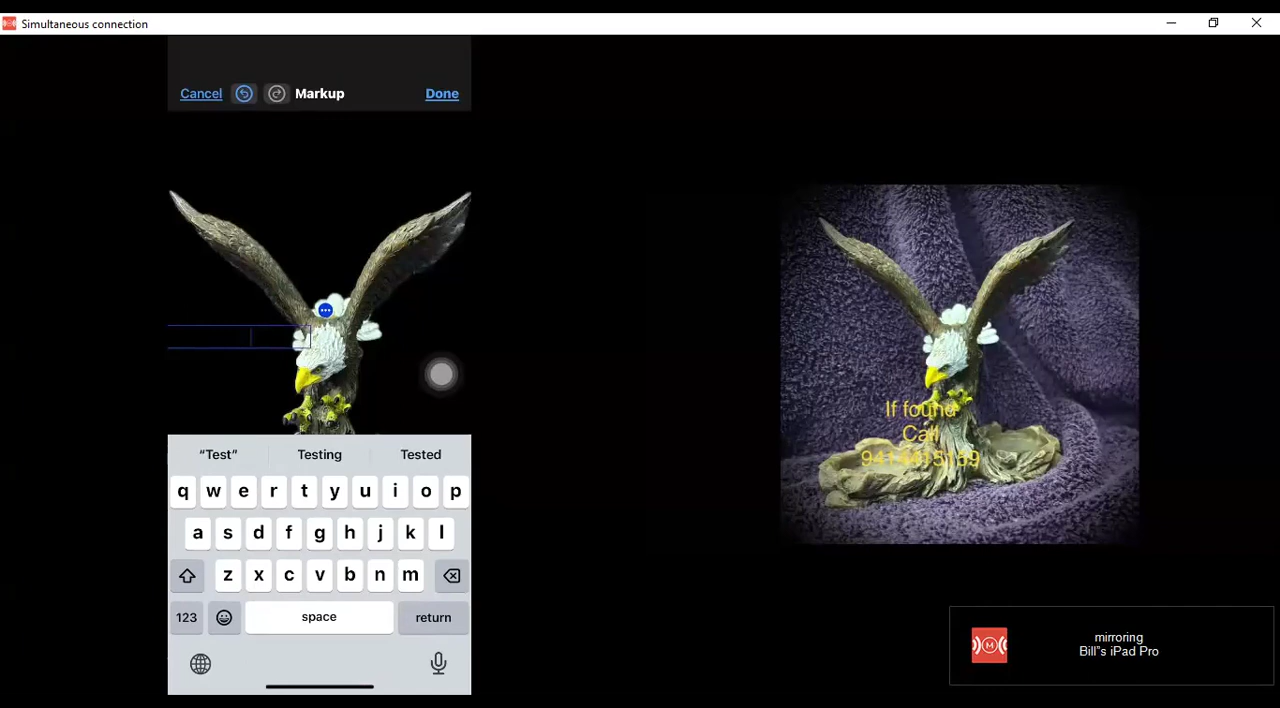 Simultaneous connection
Cancel Markup Done
If found
Call
"Test" Testing Tested
q w e r t y u i o p
a s d f g h j k l
z x c v b n m
123 space return
mirroring
Bill"s iPad Pro